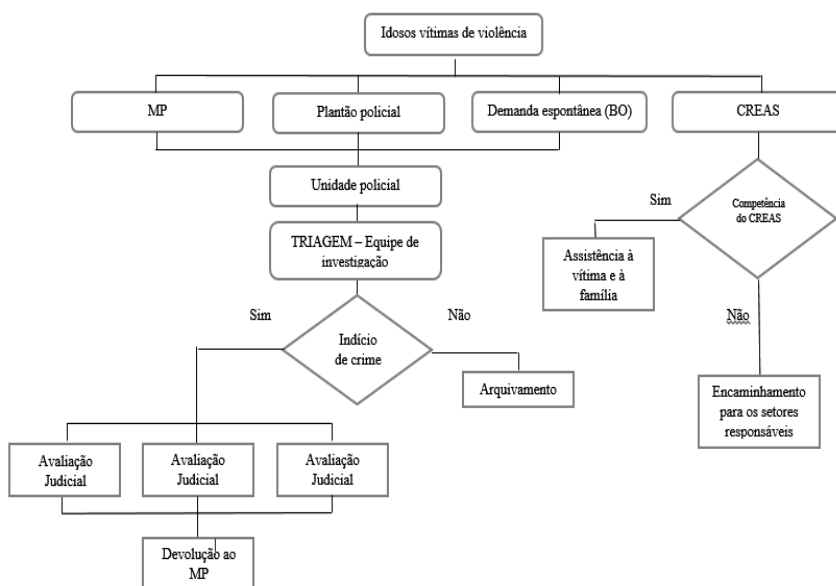 Idosos vítimas de violência
MP
Plantão policial
Demanda espontânea (BO)
CREAS
Unidade policial
Sim
Competência
do CREAS
TRIAGEM – Equipe de
investigação
Assistência à
vítima e à
família
Sim
Não
Não
Indício
de crime
Arquivamento
Encaminhamento
para os setores
responsáveis
Avaliação
Judicial
Avaliação
Judicial
Avaliação
Judicial
Devolução ao
MP